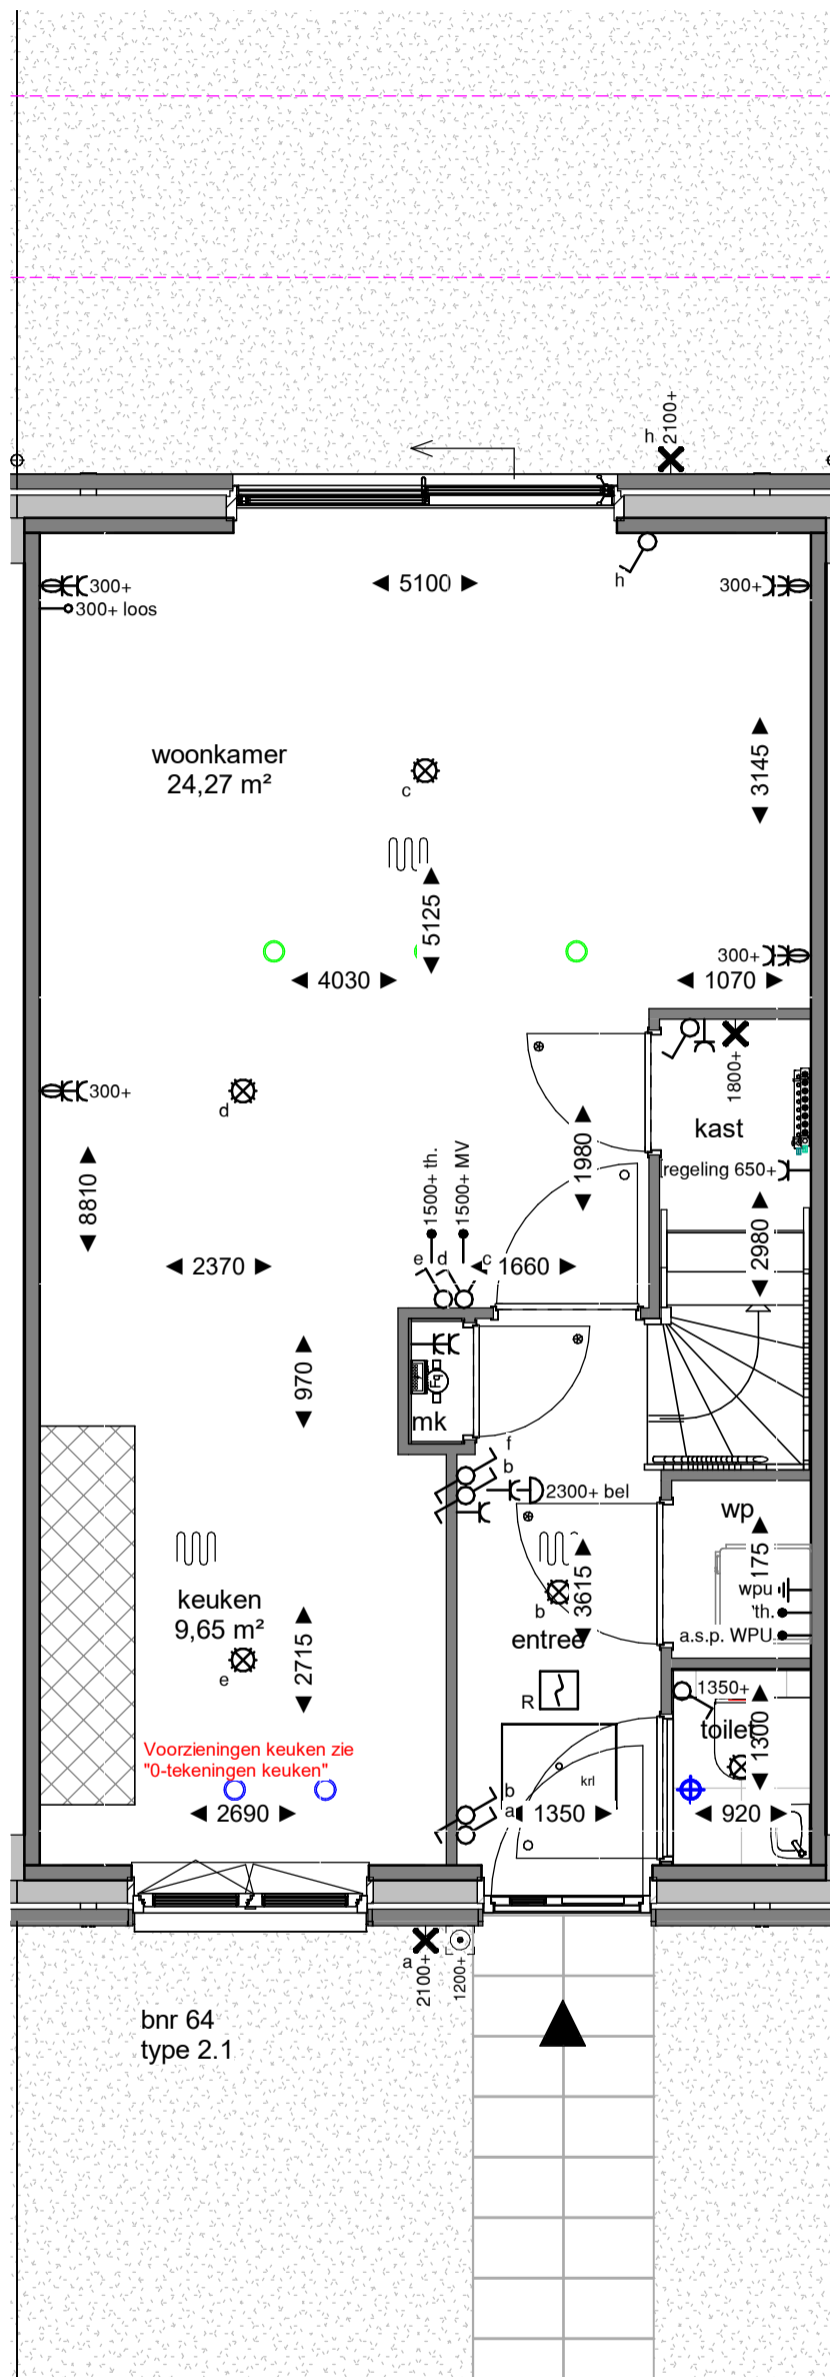 h
2100+
300+
5100
h
300+
300+ loos
woonkamer
24,27 m²
c
3145
5125
300+
4030
1070
300+
d
1800+
kast
regeling 650+
1980
8810
1500+ th.
1500+ MV
2980
2370
e
d
c
1660
970
mk
f
b
2300+ bel
wp
175
wpu
th.
a.s.p. WPU
keuken
9,65 m²
e
2715
b
3615
entree
R
1350+
toilet
1300
Voorzieningen keuken zie
"0-tekeningen keuken"
krl
b
a
2690
1350
920
a
2100+
1200+
bnr 64
type 2.1